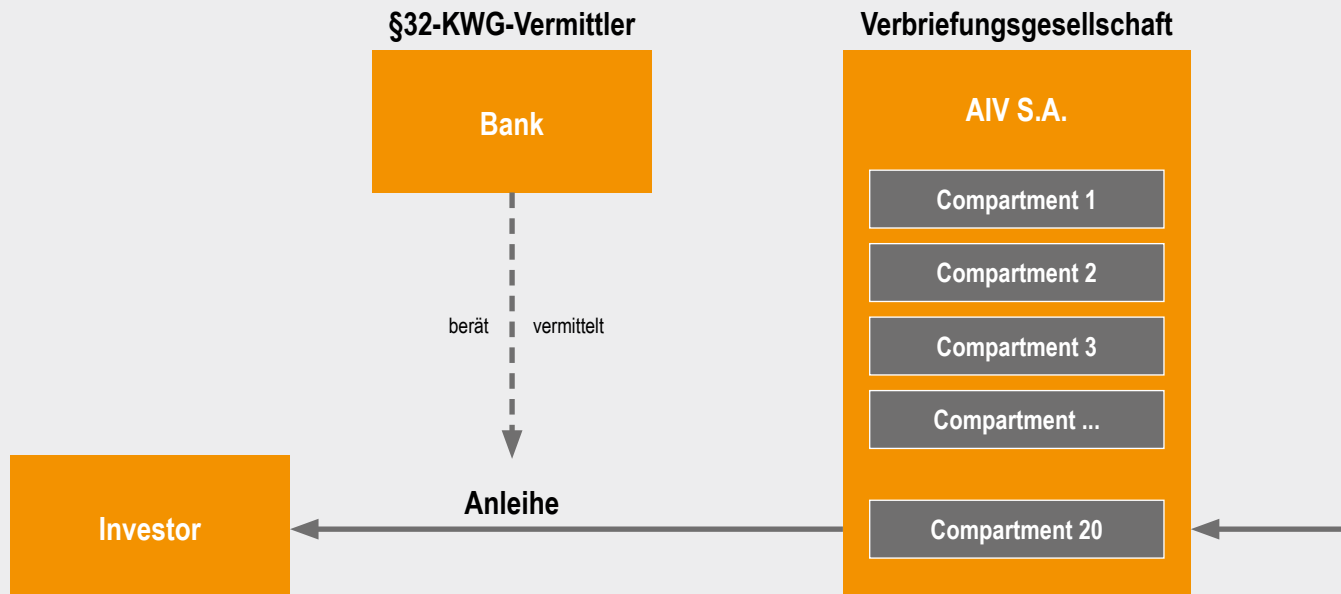 §32-KWG-Vermittler
Bank
berät vermittelt
Anleihe
Investor
Verbriefungsgesellschaft
AIV S.A.
Compartment 1
Compartment 2
Compartment 3
Compartment ...
Compartment 20